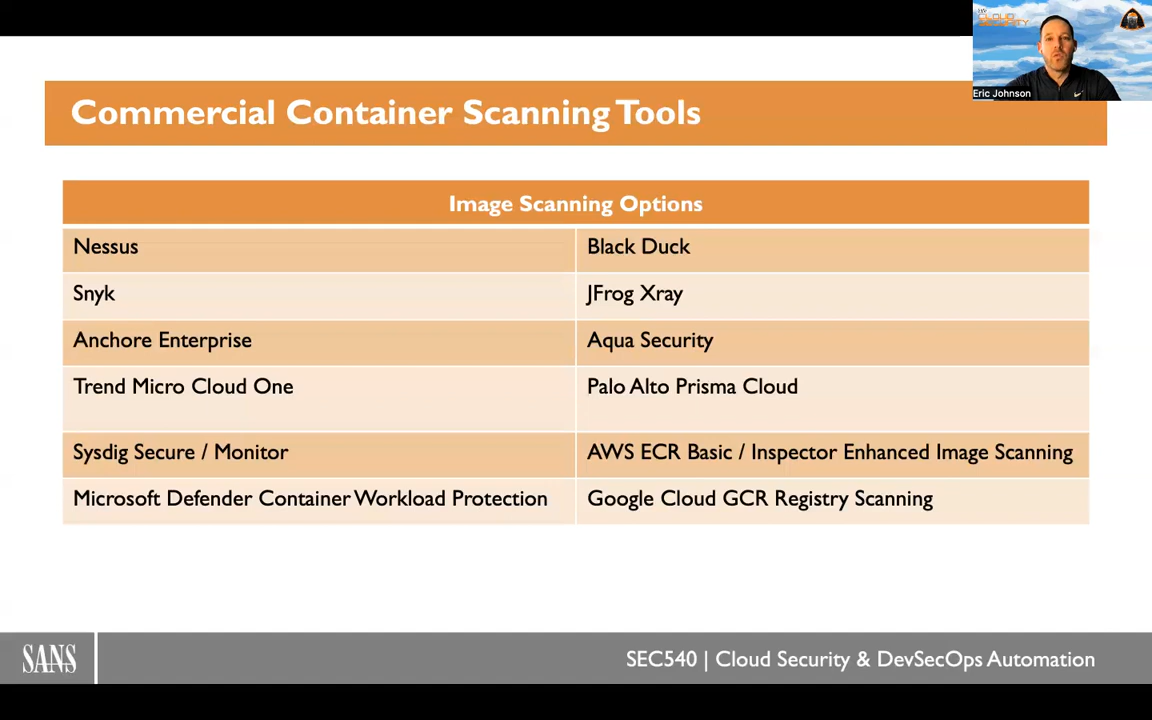 CLOUD
SECURITY
Eric Johnson
Commercial Container Scanning Tools
Image Scanning Options
Nessus
Black Duck
Snyk
JFrog Xray
Anchore Enterprise
Aqua Security
Trend Micro Cloud One
Palo Alto Prisma Cloud
Sysdig Secure / Monitor
AWS ECR Basic / Inspector Enhanced Image Scanning
Microsoft Defender Container Workload Protection
Google Cloud GCR Registry Scanning
SANS
SEC540 | Cloud Security & DevSecOps Automation